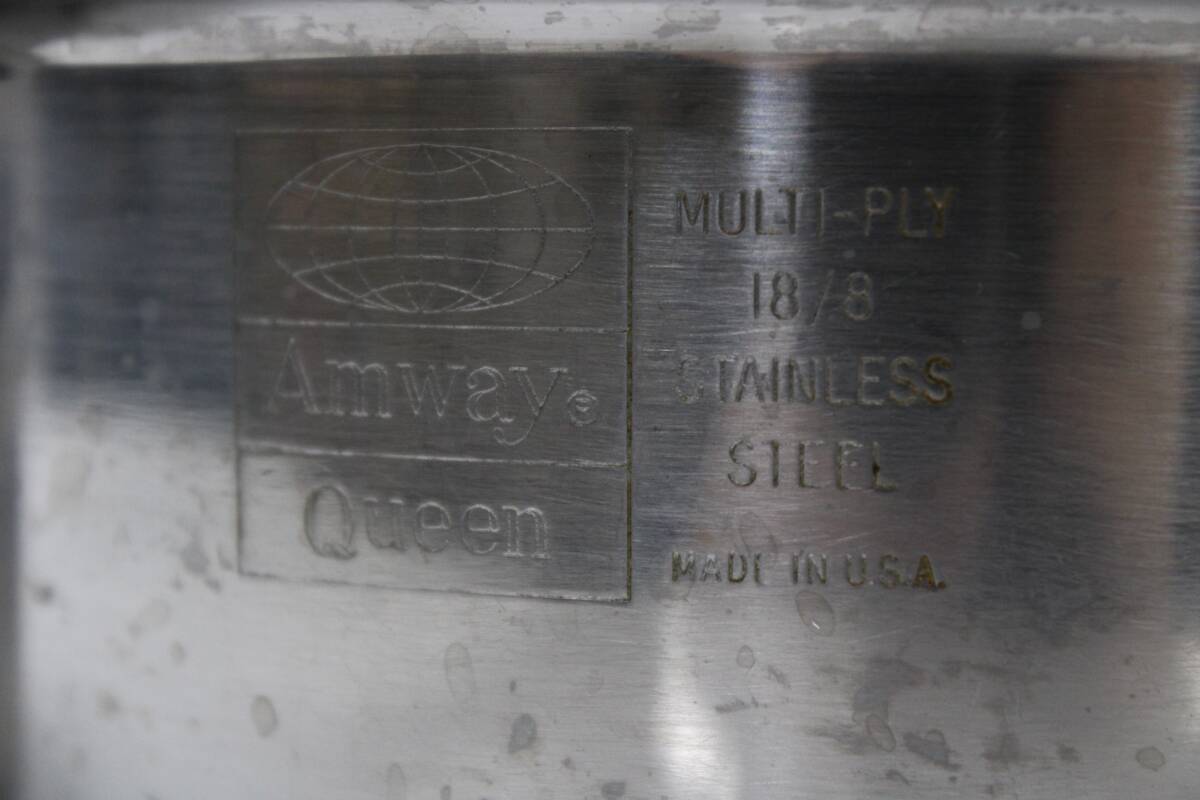 Amway®
Queen
MULTI-PLY
18/8
STAINLESS
STEEL
MADE IN U.S.A.